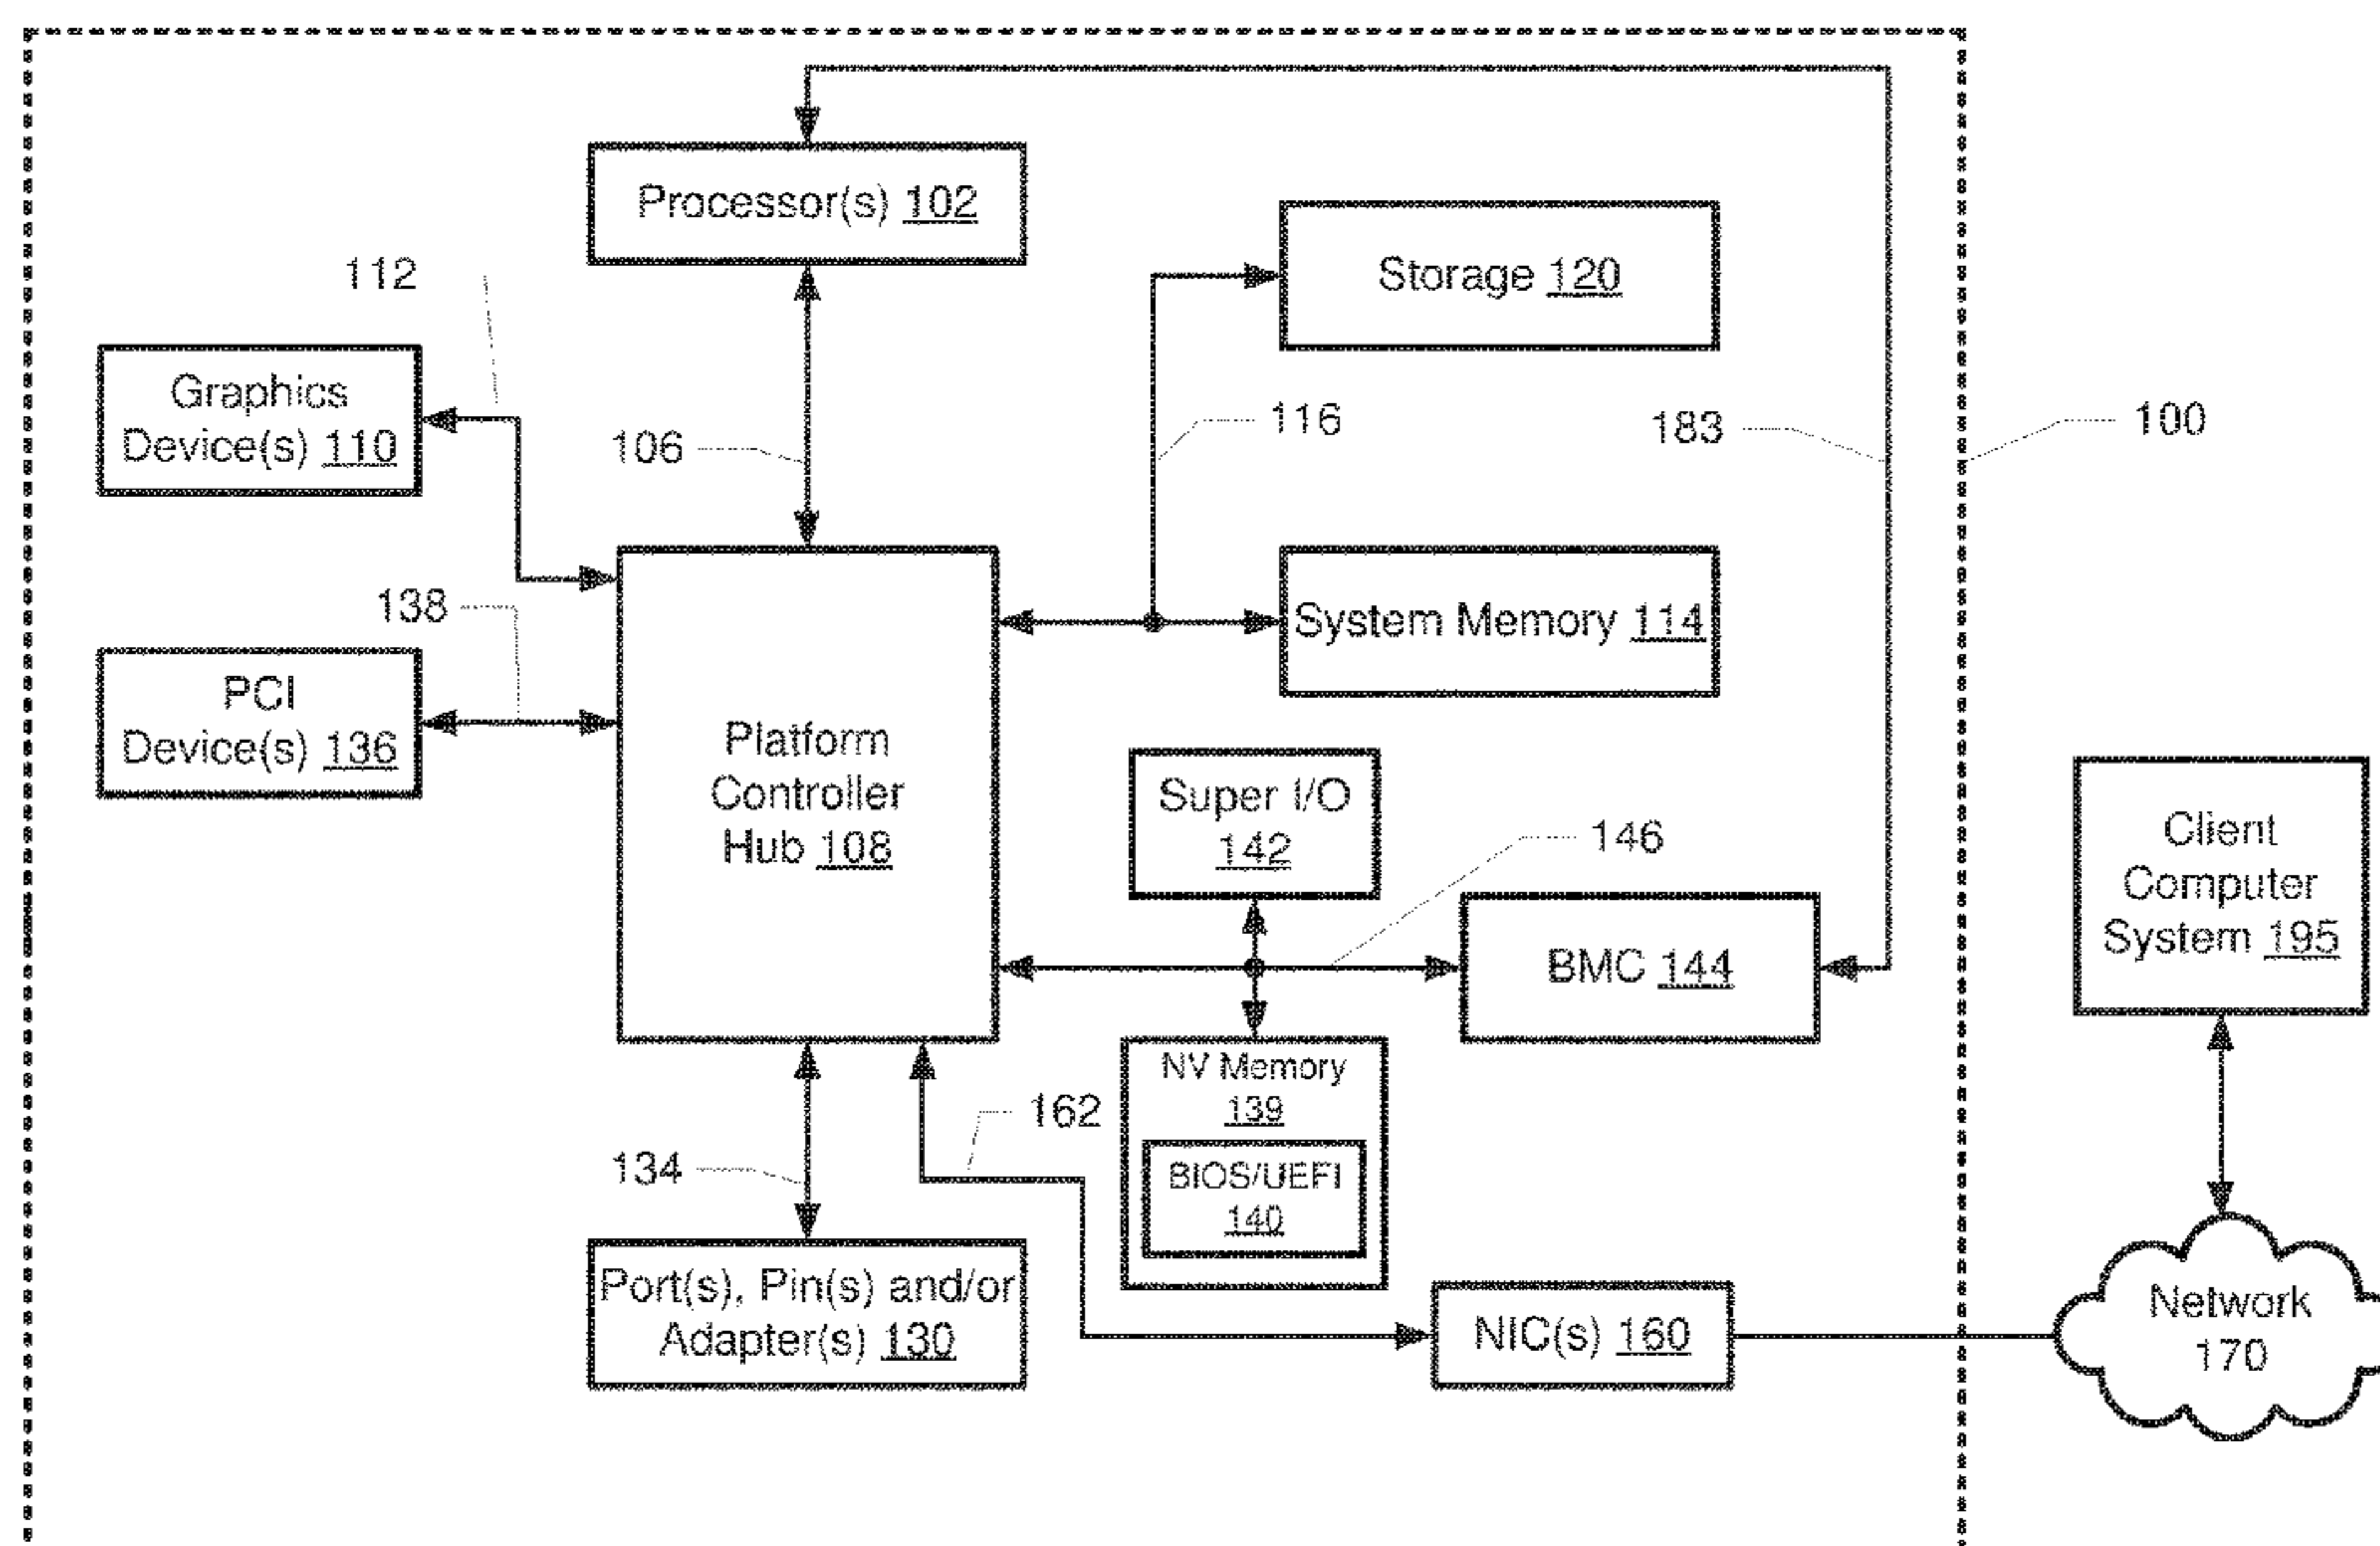 Processor(s) 102
112
Storage 120
Graphics
Device(s) 110
106
116
183
100
138
System Memory 114
PCI
Device(s) 136
Platform
Controller
Hub 108
Super I/O
142
146
Client
Computer
System 195
BMC 144
NV Memory
139
162
134
BIOS/UEFI
140
Port(s), Pin(s) and/or
Adapter(s) 130
NIC(s) 160
Network
170